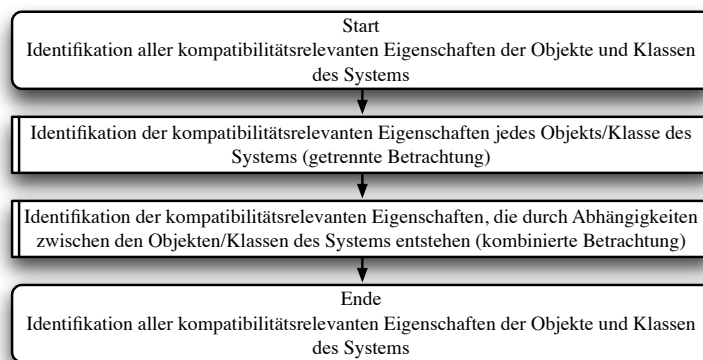 Start
Identifikation aller kompatibilitätsrelevanten Eigenschaften der Objekte und Klassen
des Systems
Identifikation der kompatibilitätsrelevanten Eigenschaften jedes Objekts/Klasse des
Systems (getrennte Betrachtung)
Identifikation der kompatibilitätsrelevanten Eigenschaften, die durch Abhängigkeiten
zwischen den Objekten/Klassen des Systems entstehen (kombinierte Betrachtung)
Ende
Identifikation aller kompatibilitätsrelevanten Eigenschaften der Objekte und Klassen
des Systems